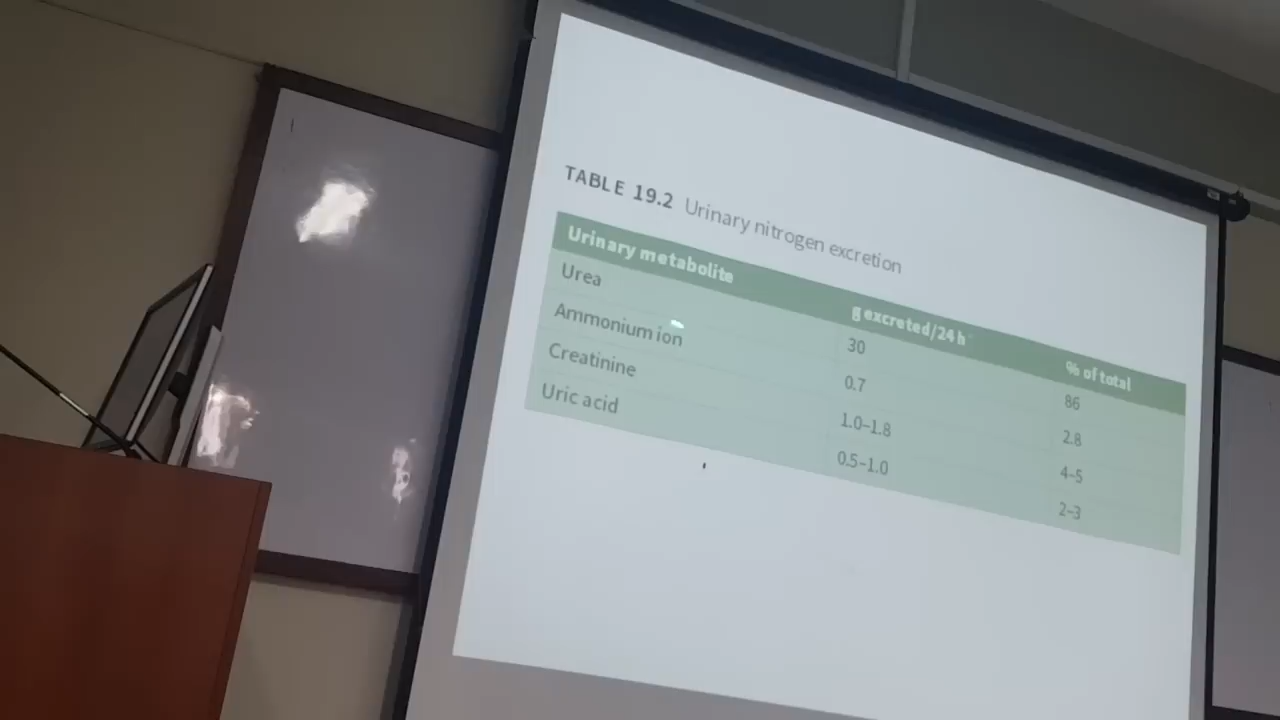 TABLE 19.2 Urinary nitrogen excretion
Urinary metabolite g excreted/24 h % of total
Urea 30 86
Ammonium ion 0.7 2.8
Creatinine 1.0–1.8 4–5
Uric acid 0.5–1.0 2–3